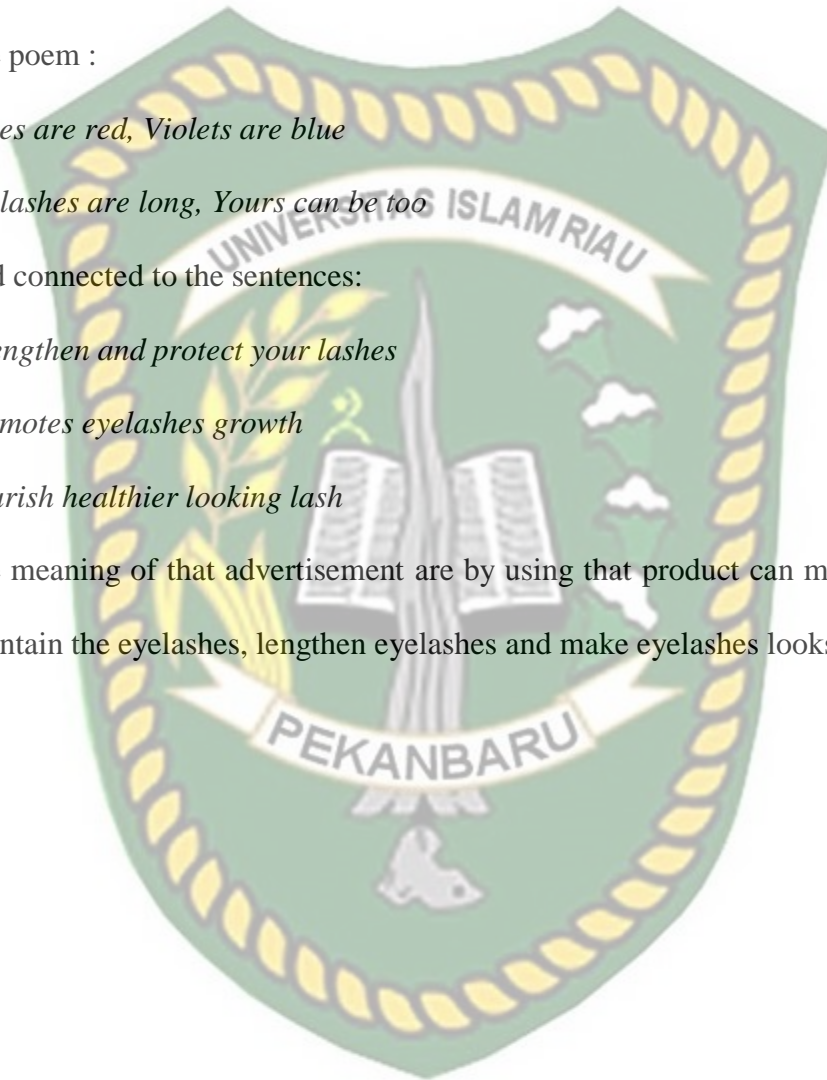 poem :
es are red, Violets are blue
UNIVERSITAS ISLAM RIAU
lashes are long, Yours can be too
connected to the sentences:
engthen and protect your lashes
motes eyelashes growth
urish healthier looking lash
meaning of that advertisement are by using that product can m
ntain the eyelashes, lengthen eyelashes and make eyelashes looks
PEKANBARU